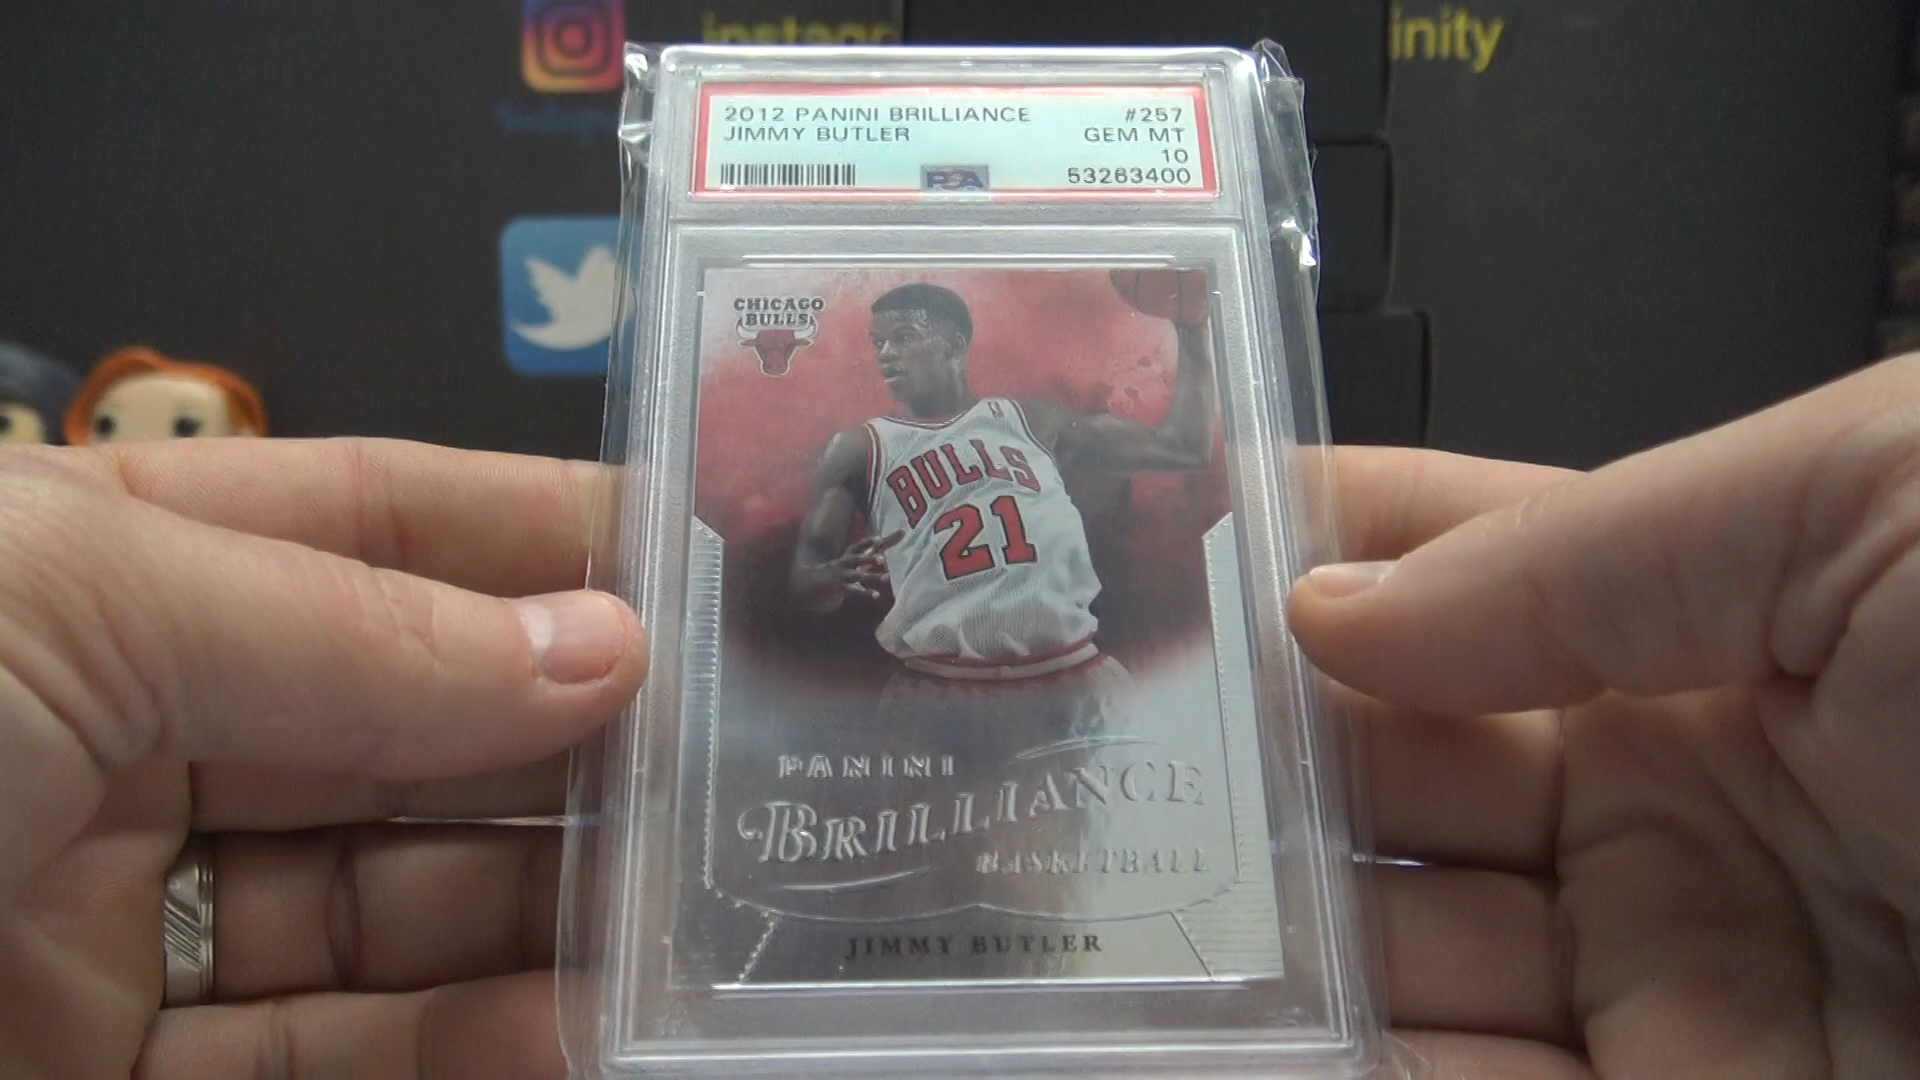 instagr
inity
2012 PANINI BRILLIANCE #257
JIMMY BUTLER GEM MT
10
PSA 53263400
CHICAGO
BULLS
BULLS
21
PANINI
BRILLIANCE
BASKETBALL
JIMMY BUTLER